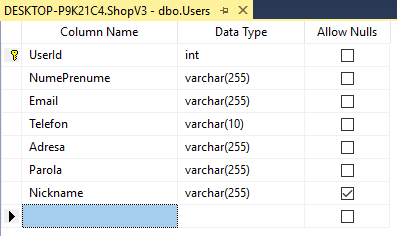 DESKTOP-P9K21C4.ShopV3 - dbo.Users
Column Name Data Type Allow Nulls
UserId int
NumePrenume varchar(255)
Email varchar(255)
Telefon varchar(10)
Adresa varchar(255)
Parola varchar(255)
Nickname varchar(255)